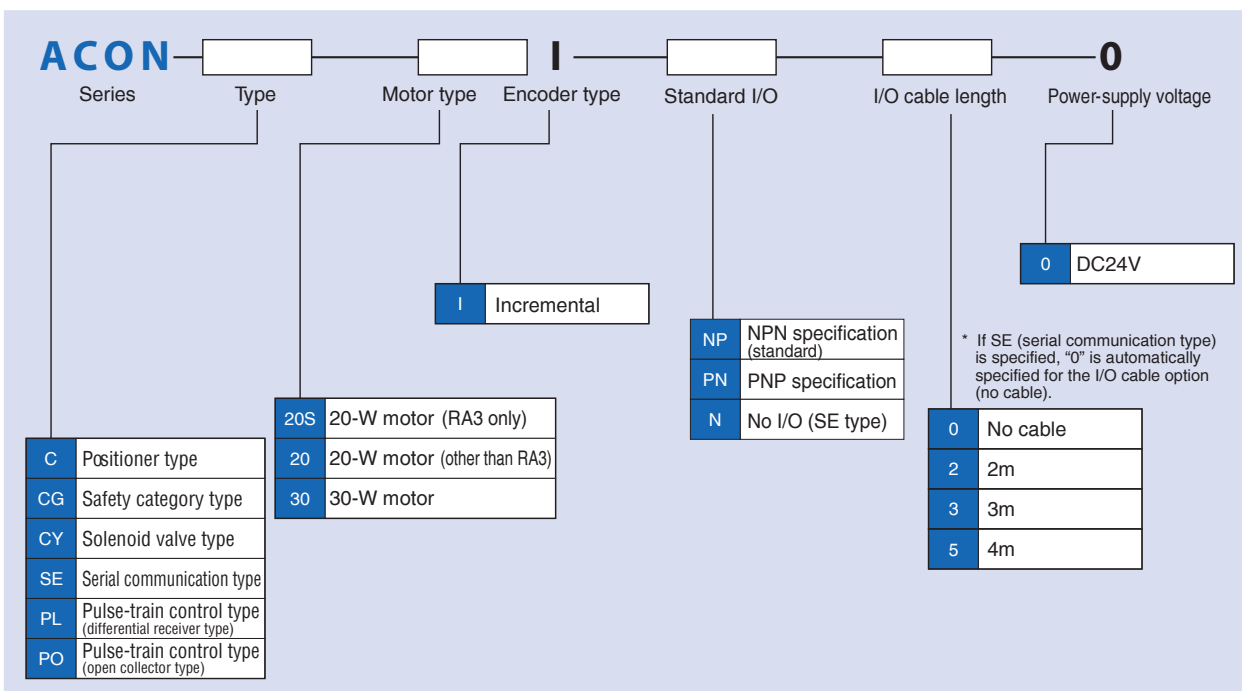 ACON I 0
Series Type Motor type Encoder type Standard I/O I/O cable length Power-supply voltage
0 DC24V
I Incremental
NP NPN specification
(standard)
PN PNP specification
N No I/O (SE type)
* If SE (serial communication type)
is specified, “0” is automatically
specified for the I/O cable option
(no cable).
20S 20-W motor (RA3 only)
20 20-W motor (other than RA3)
30 30-W motor
0 No cable
2 2m
3 3m
5 4m
C Positioner type
CG Safety category type
CY Solenoid valve type
SE Serial communication type
PL Pulse-train control type
(differential receiver type)
PO Pulse-train control type
(open collector type)